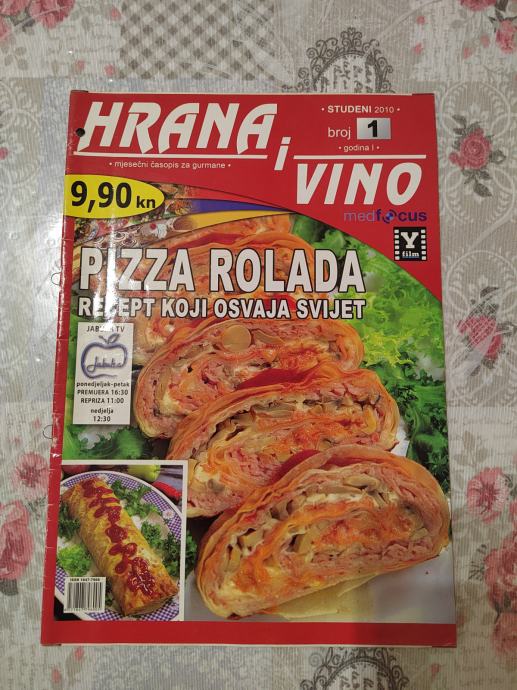 HRANA
i
VINO
• mjesečni časopis za gurmane •
• STUDENI 2010 •
broj 1
• godina I •
9,90 kn
medfocus
Y
film
PIZZA ROLADA
RECEPT KOJI OSVAJA SVIJET
JABUKA TV
Jabuka
ponedjeljak-petak
PREMIJERA 16:30
REPRIZA 11:00
nedjelja
12:30